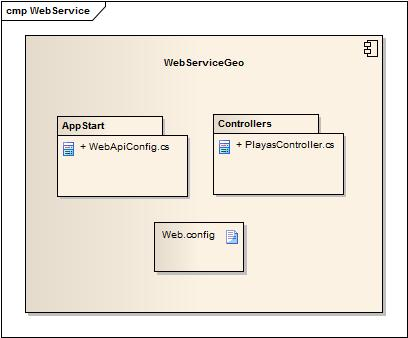 cmp WebService
WebServiceGeo
AppStart
+ WebApiConfig.cs
Controllers
+ PlayasController.cs
Web.config